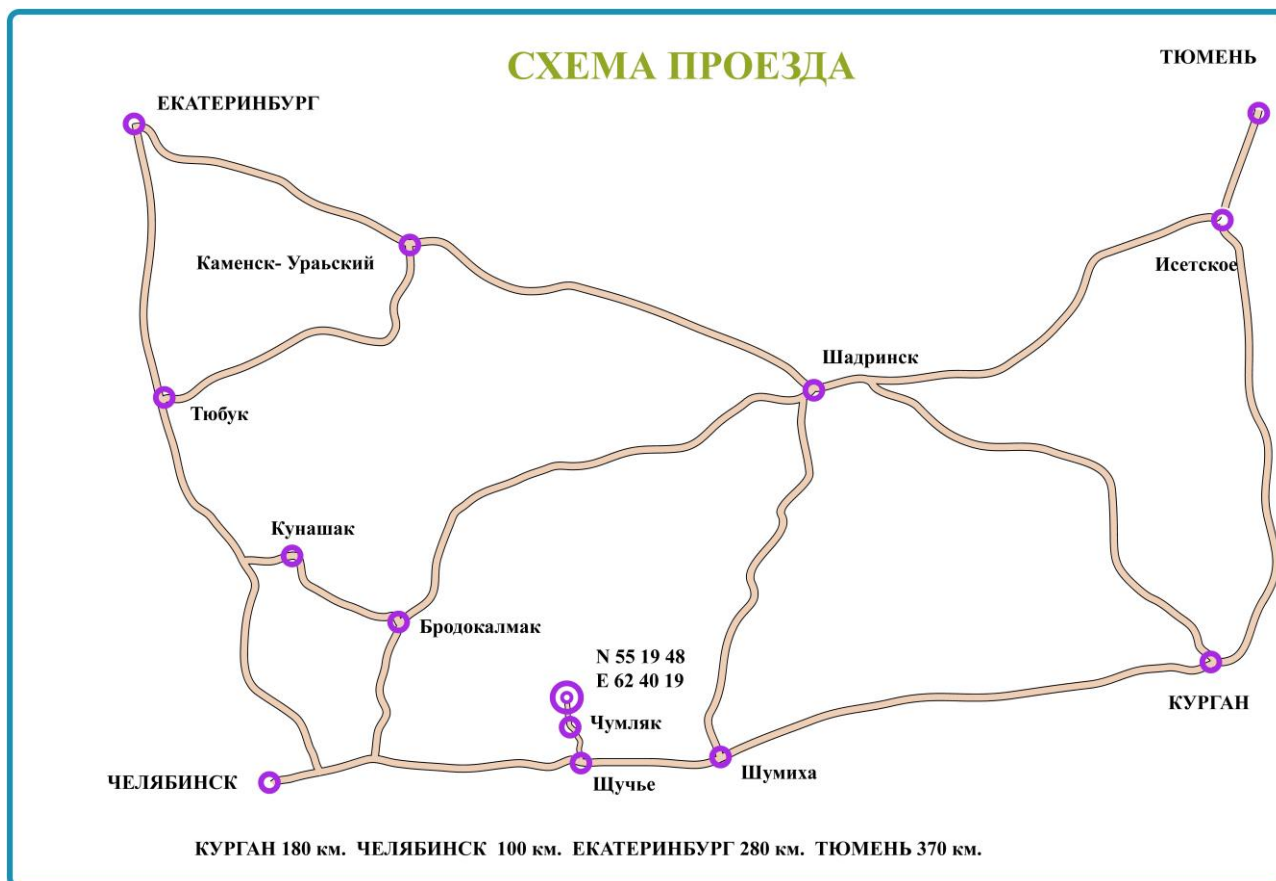 СХЕМА ПРОЕЗДА
ТЮМЕНЬ
ЕКАТЕРИНБУРГ
Каменск- Ураьский
Исетское
Шадринск
Тюбук
Кунашак
Бродокалмак
N 55 19 48
E 62 40 19
Чумляк
КУРГАН
ЧЕЛЯБИНСК
Щучье
Шумиха
КУРГАН 180 км. ЧЕЛЯБИНСК 100 км. ЕКАТЕРИНБУРГ 280 км. ТЮМЕНЬ 370 км.